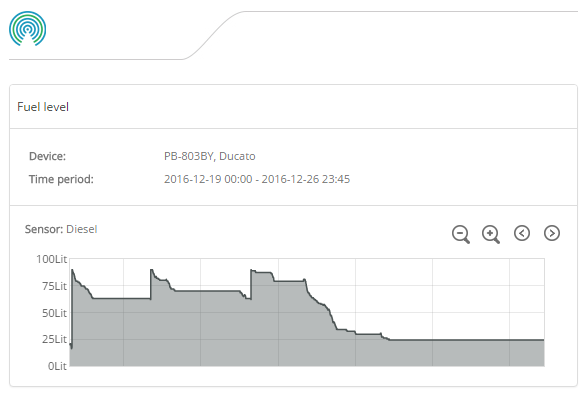 Fuel level
Device: PB-803BY, Ducato
Time period: 2016-12-19 00:00 - 2016-12-26 23:45
Sensor: Diesel
100Lit
75Lit
50Lit
25Lit
0Lit